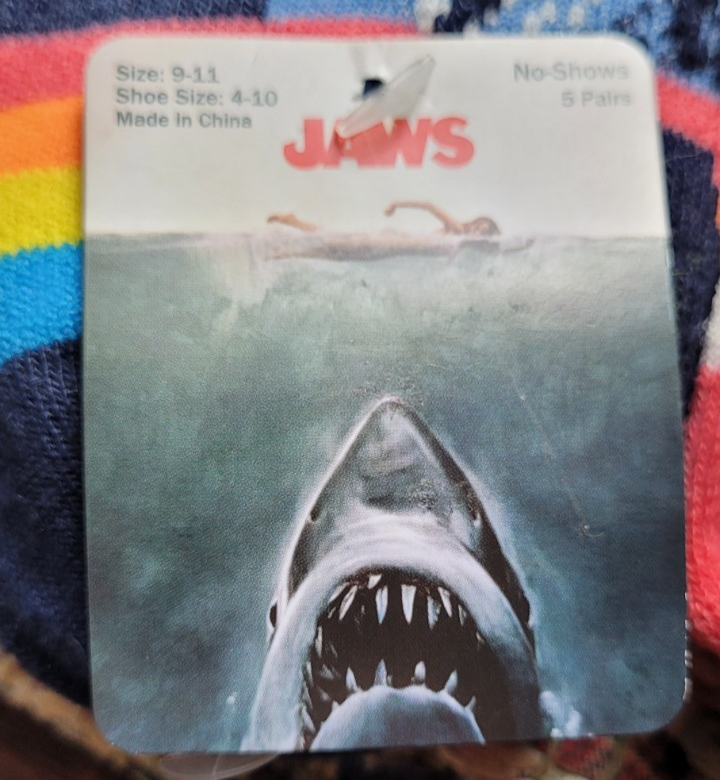 Size: 9-11
Shoe Size: 4-10
Made in China
No-Shows
5 Pairs
JAWS